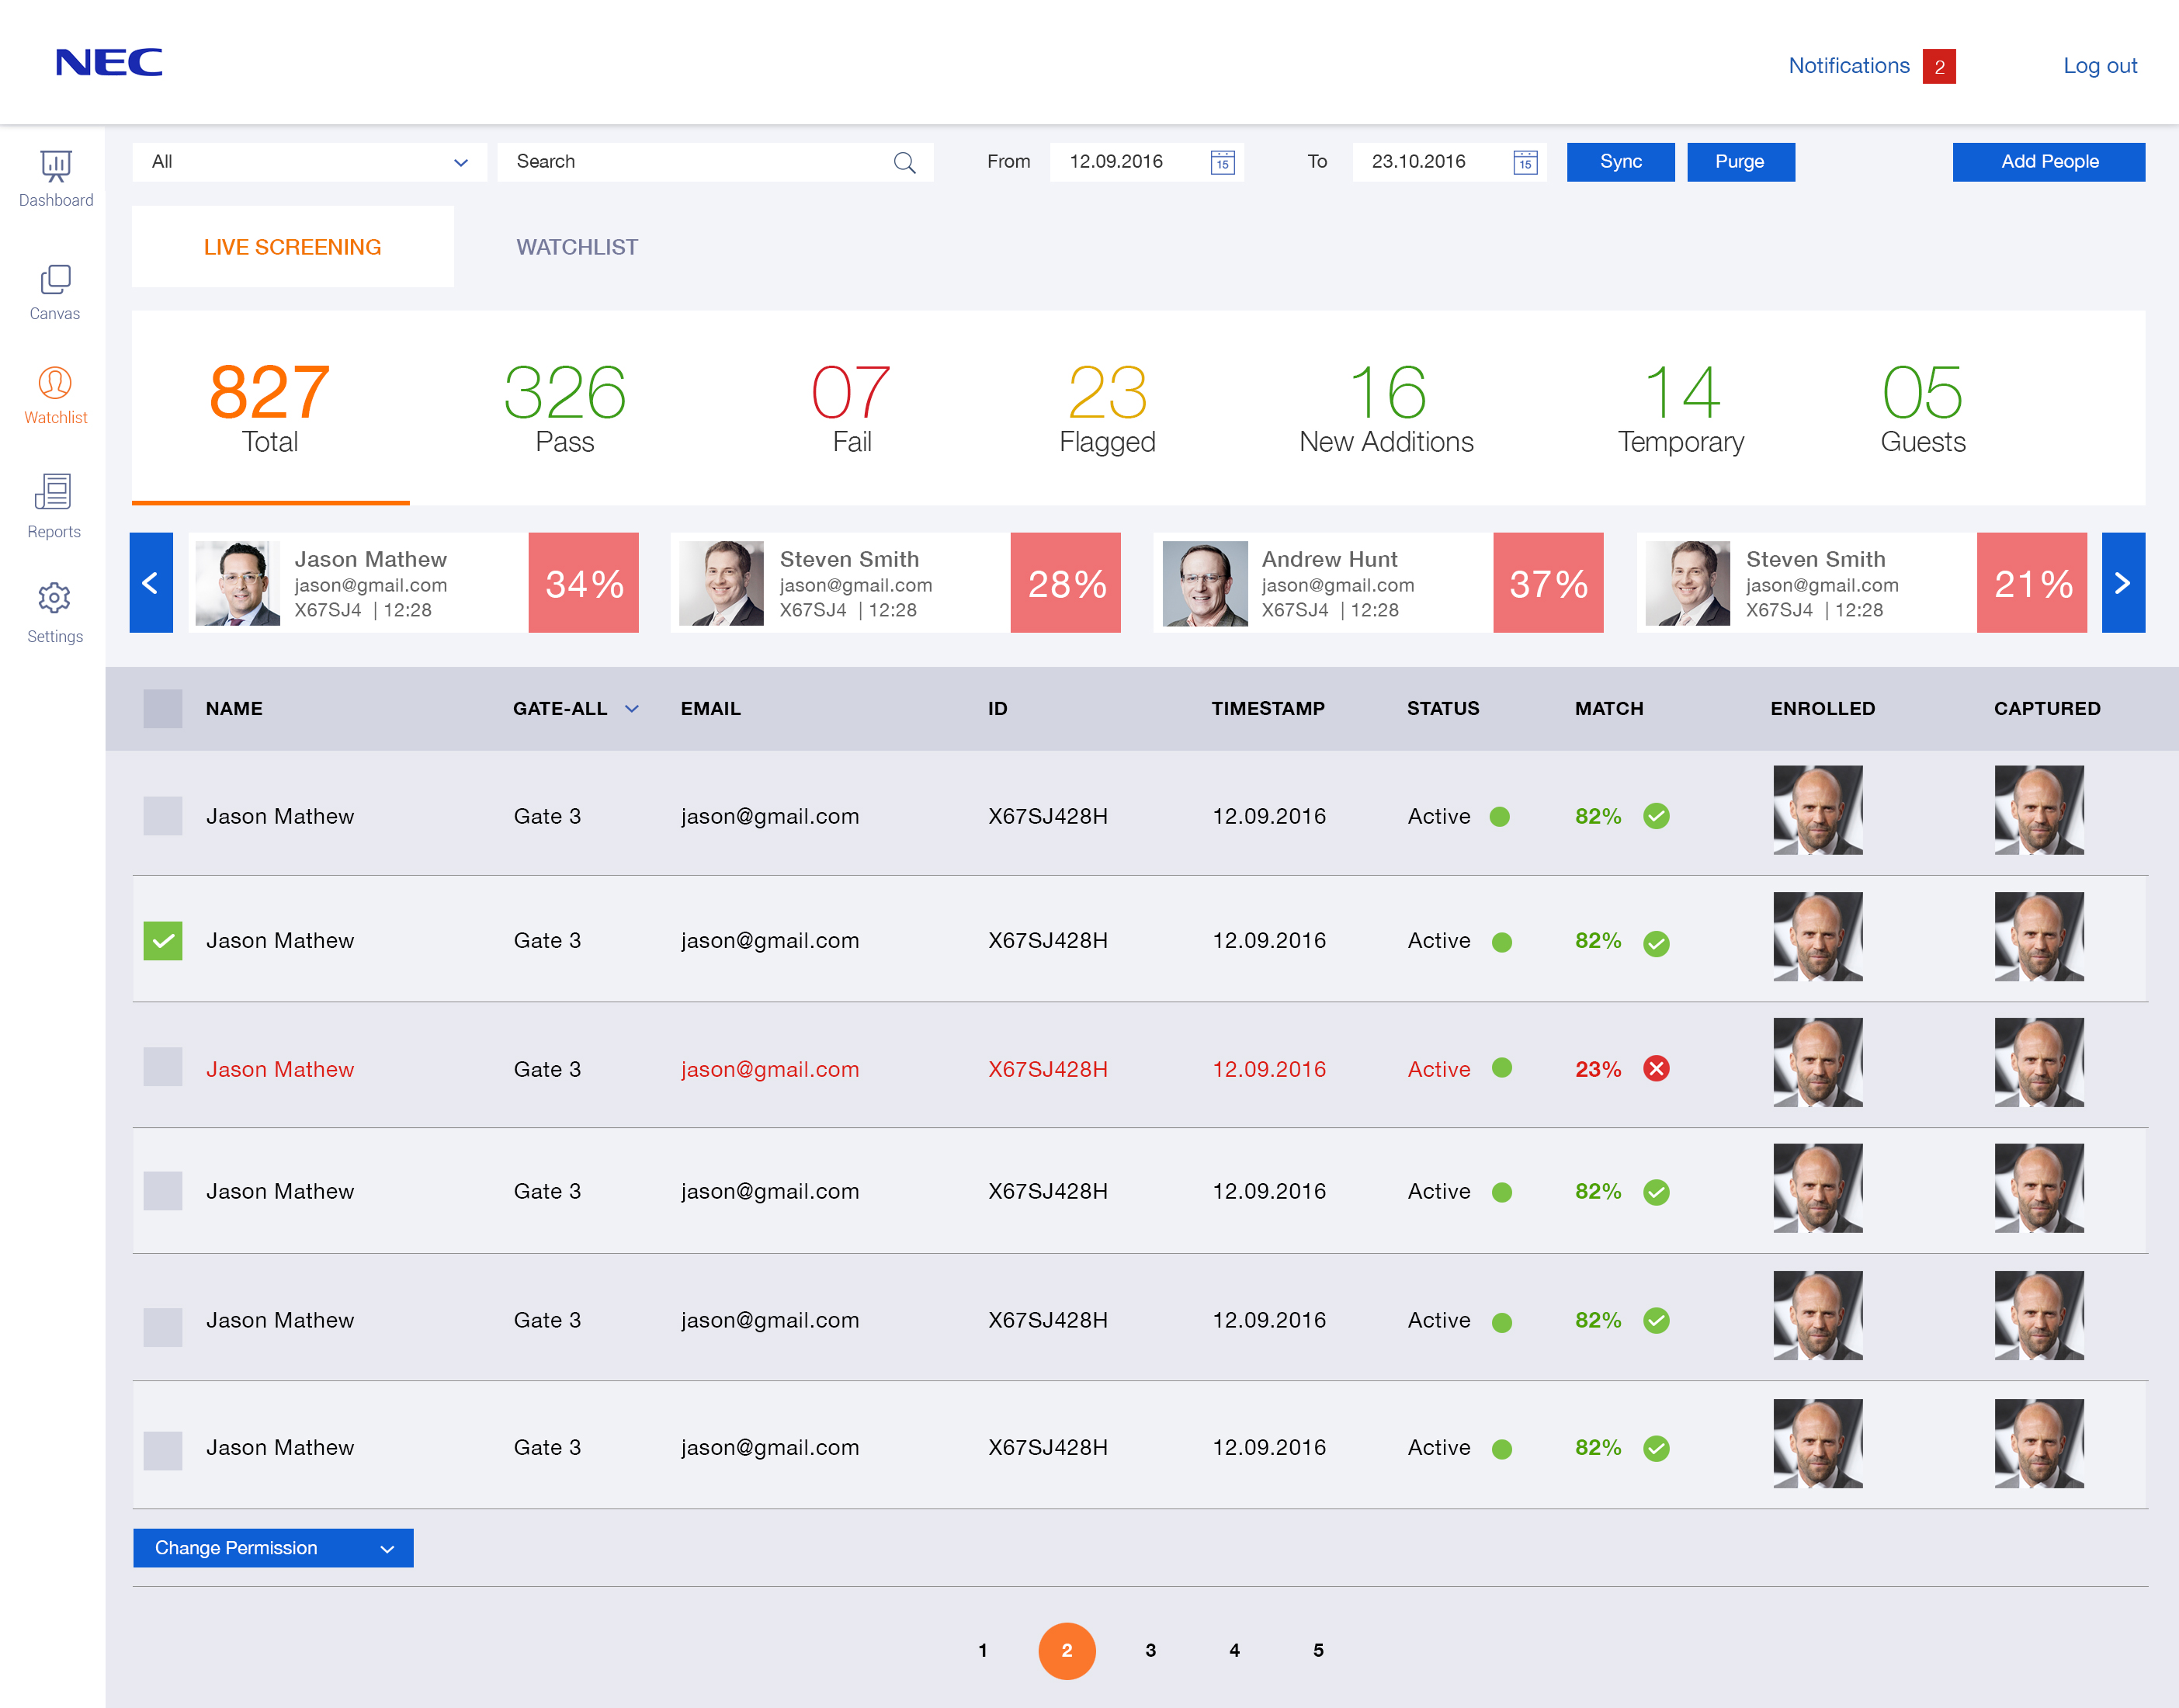 NEC
Notifications 2
Log out
Dashboard
Canvas
Watchlist
Reports
Settings
All
Search
From 12.09.2016 15
To 23.10.2016 15
Sync
Purge
Add People
LIVE SCREENING
WATCHLIST
827
Total
326
Pass
07
Fail
23
Flagged
16
New Additions
14
Temporary
05
Guests
Jason Mathew
jason@gmail.com
X67SJ4 | 12:28
34%
Steven Smith
jason@gmail.com
X67SJ4 | 12:28
28%
Andrew Hunt
jason@gmail.com
X67SJ4 | 12:28
37%
Steven Smith
jason@gmail.com
X67SJ4 | 12:28
21%
NAME GATE-ALL EMAIL ID TIMESTAMP STATUS MATCH ENROLLED CAPTURED
Jason Mathew Gate 3 jason@gmail.com X67SJ428H 12.09.2016 Active 82%
Jason Mathew Gate 3 jason@gmail.com X67SJ428H 12.09.2016 Active 82%
Jason Mathew Gate 3 jason@gmail.com X67SJ428H 12.09.2016 Active 23%
Jason Mathew Gate 3 jason@gmail.com X67SJ428H 12.09.2016 Active 82%
Jason Mathew Gate 3 jason@gmail.com X67SJ428H 12.09.2016 Active 82%
Jason Mathew Gate 3 jason@gmail.com X67SJ428H 12.09.2016 Active 82%
Change Permission
1 2 3 4 5